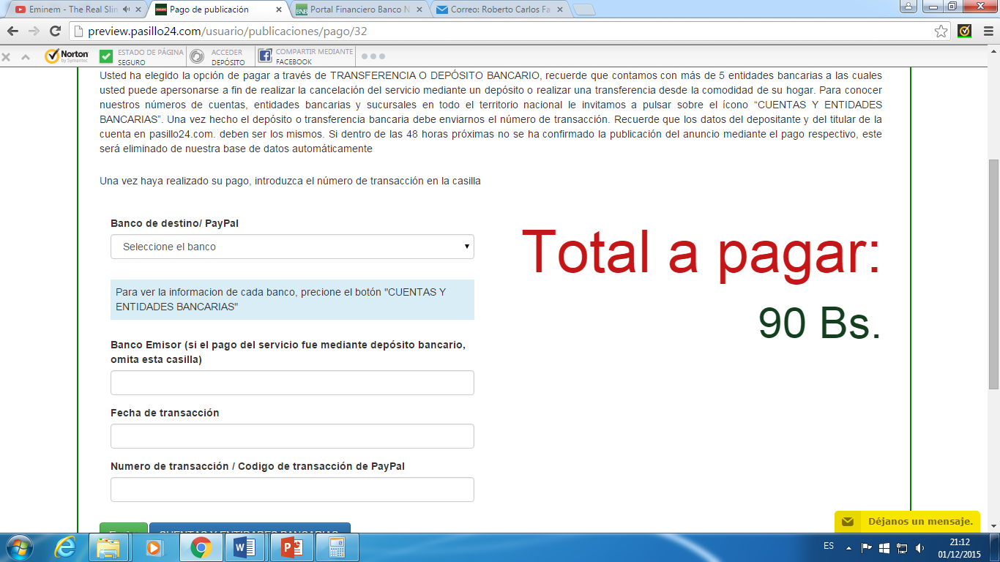 Eminem - The Real Slin
Pago de publicación
Portal Financiero Banco N
Correo: Roberto Carlos Fa
preview.pasillo24.com/usuario/publicaciones/pago/32
Norton
by Symantec
ESTADO DE PÁGINA
SEGURO
ACCEDER
DEPÓSITO
COMPARTIR MEDIANTE
FACEBOOK
Usted ha elegido la opción de pagar a través de TRANSFERENCIA O DEPÓSITO BANCARIO, recuerde que contamos con más de 5 entidades bancarias a las cuales
usted puede apersonarse a fin de realizar la cancelación del servicio mediante un depósito o realizar una transferencia desde la comodidad de su hogar. Para conocer
nuestros números de cuentas, entidades bancarias y sucursales en todo el territorio nacional le invitamos a pulsar sobre el ícono “CUENTAS Y ENTIDADES
BANCARIAS”. Una vez hecho el depósito o transferencia bancaria debe enviarnos el número de transacción. Recuerde que los datos del depositante y del titular de la
cuenta en pasillo24.com. deben ser los mismos. Si dentro de las 48 horas próximas no se ha confirmado la publicación del anuncio mediante el pago respectivo, este
será eliminado de nuestra base de datos automáticamente
Una vez haya realizado su pago, introduzca el número de transacción en la casilla
Banco de destino/ PayPal
Seleccione el banco
Para ver la informacion de cada banco, precione el botón "CUENTAS Y
ENTIDADES BANCARIAS"
Banco Emisor (si el pago del servicio fue mediante depósito bancario,
omita esta casilla)
Fecha de transacción
Numero de transacción / Codigo de transacción de PayPal
Total a pagar:
90 Bs.
CUENTAS Y ENTIDADES BANCARIAS
Déjanos un mensaje.
ES
21:12
01/12/2015